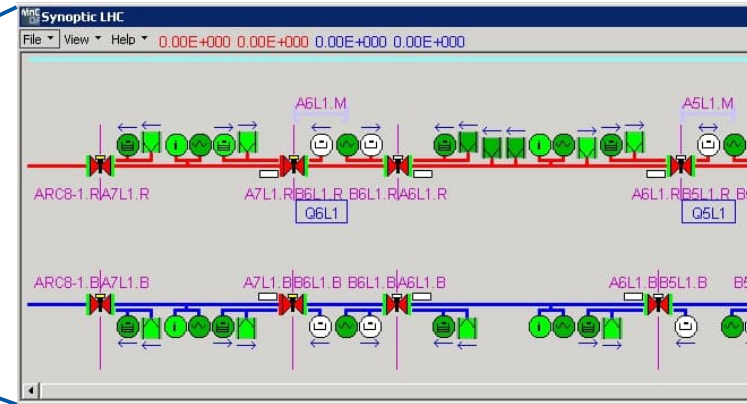 Synoptic LHC
File View Help 0.00E+000 0.00E+000 0.00E+000 0.00E+000
A6L1.M A5L1.M
ARC8-1.R A7L1.R A7L1.R B6L1.R B6L1.R A6L1.R A6L1.R B5L1.R
Q6L1 Q5L1
ARC8-1.B A7L1.B A7L1.B B6L1.B B6L1.B A6L1.B A6L1.B B5L1.B